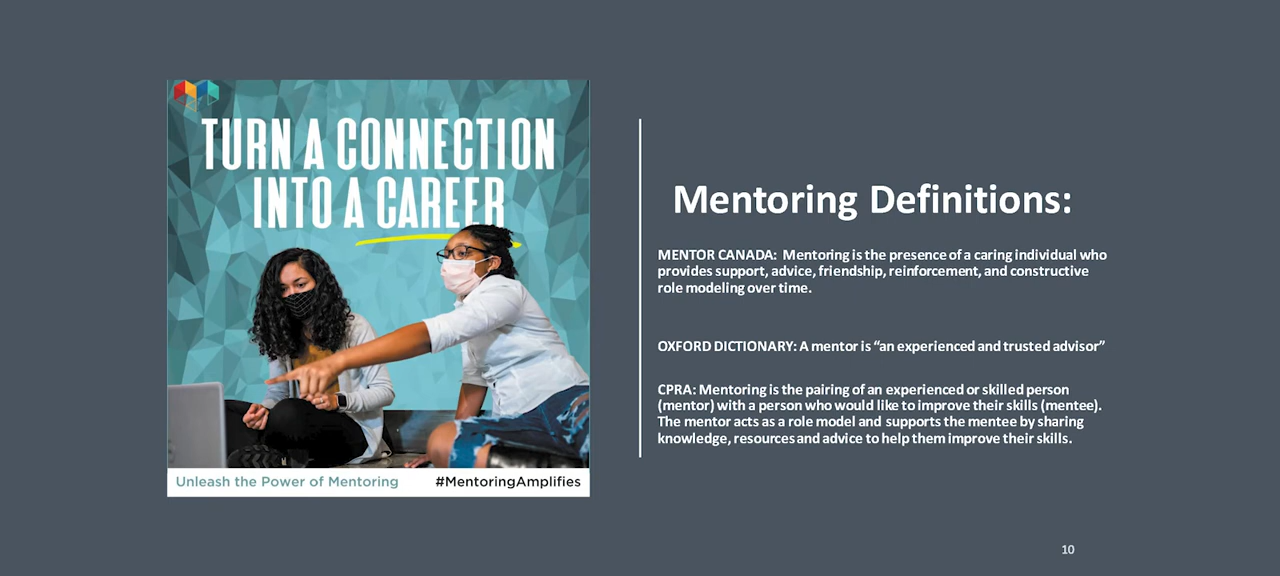 TURN A CONNECTION
INTO A CAREER
Unleash the Power of Mentoring
#MentoringAmplifies
Mentoring Definitions:
MENTOR CANADA: Mentoring is the presence of a caring individual who
provides support, advice, friendship, reinforcement, and constructive
role modeling over time.
OXFORD DICTIONARY: A mentor is “an experienced and trusted advisor”
CPRA: Mentoring is the pairing of an experienced or skilled person
(mentor) with a person who would like to improve their skills (mentee).
The mentor acts as a role model and supports the mentee by sharing
knowledge, resources and advice to help them improve their skills.
10